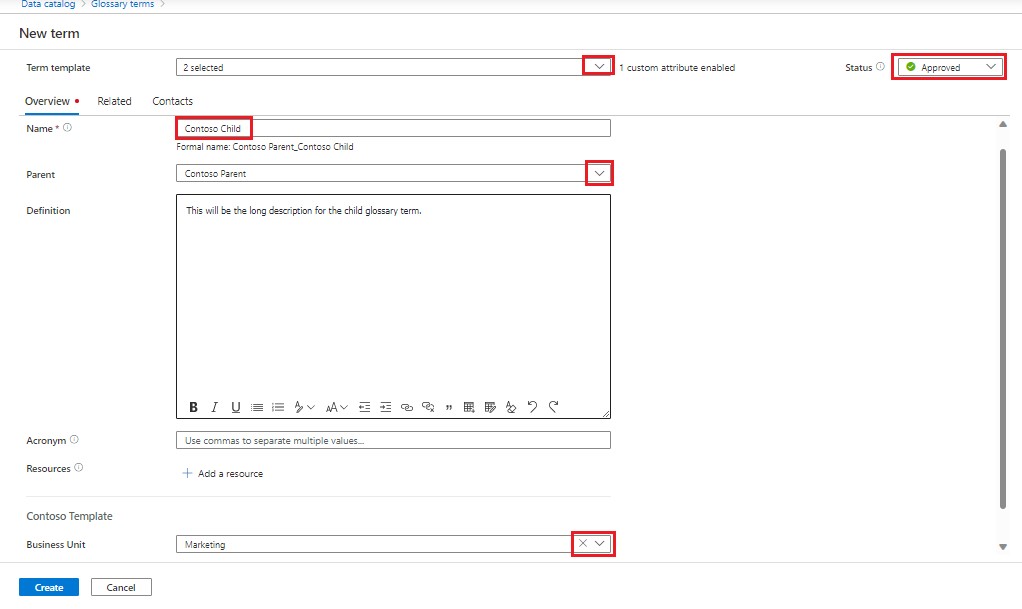 Data catalog > Glossary terms >
New term
Term template 2 selected 1 custom attribute enabled Status Approved
Overview Related Contacts
Name * Contoso Child
Formal name: Contoso Parent_Contoso Child
Parent Contoso Parent
Definition This will be the long description for the child glossary term.
B I U A AA "
Acronym Use commas to separate multiple values...
Resources + Add a resource
Contoso Template
Business Unit Marketing
Create Cancel